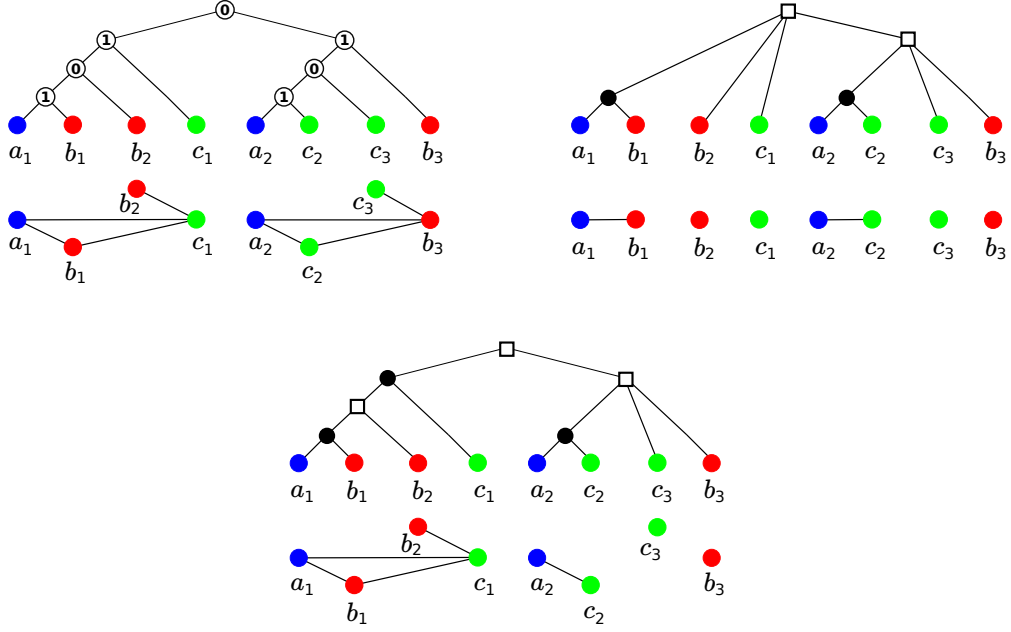 0
1 1
0 0
1 1
a₁ b₁ b₂ c₁ a₂ c₂ c₃ b₃
a₁ b₁ b₂ c₁ a₂ c₂ c₃ b₃
b₂ c₃
a₁ c₁ a₂ b₃
b₁ c₂
a₁ b₁ b₂ c₁ a₂ c₂ c₃ b₃
a₁ b₁ b₂ c₁ a₂ c₂ c₃ b₃
b₂ c₃
a₁ c₁ a₂ b₃
b₁ c₂